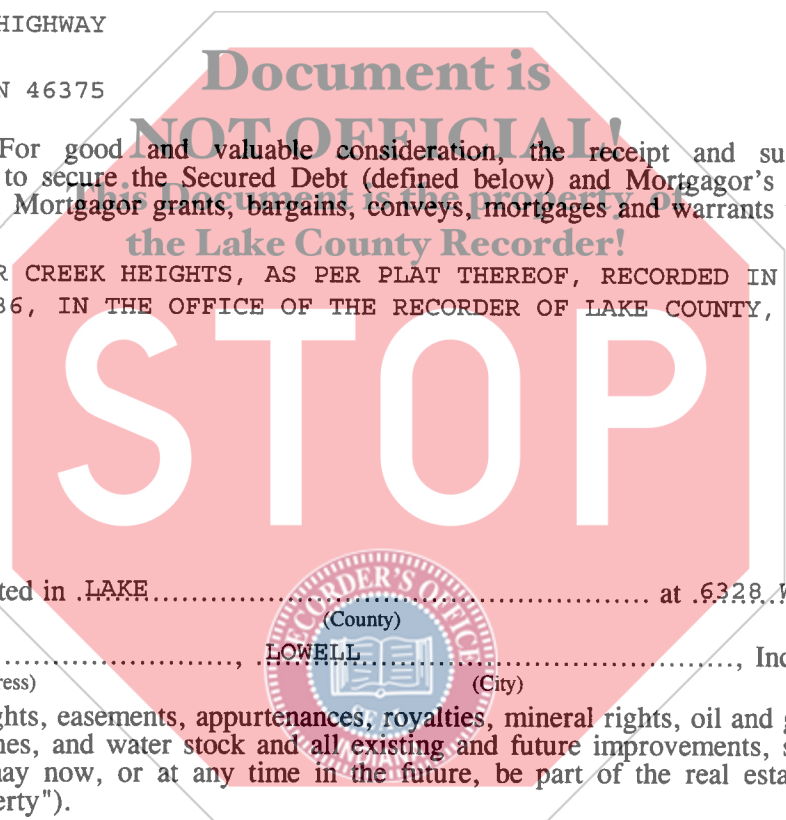 HIGHWAY
Document is
N 46375
NOT OFFICIAL!
For good and valuable consideration, the receipt and su
to secure the Secured Debt (defined below) and Mortgagor's
This Document is the property of
Mortgagor grants, bargains, conveys, mortgages and warrants
the Lake County Recorder!
R CREEK HEIGHTS, AS PER PLAT THEREOF, RECORDED IN
36, IN THE OFFICE OF THE RECORDER OF LAKE COUNTY,
STOP
ted in .LAKE.................................................................. at .6328 W
(County)
RECORDER'S OFFICE
............................., .LOWELL............................................., Ind
ress) (City)
ghts, easements, appurtenances, royalties, mineral rights, oil and g
nes, and water stock and all existing and future improvements, s
INDIANA
may now, or at any time in the future, be part of the real esta
erty").